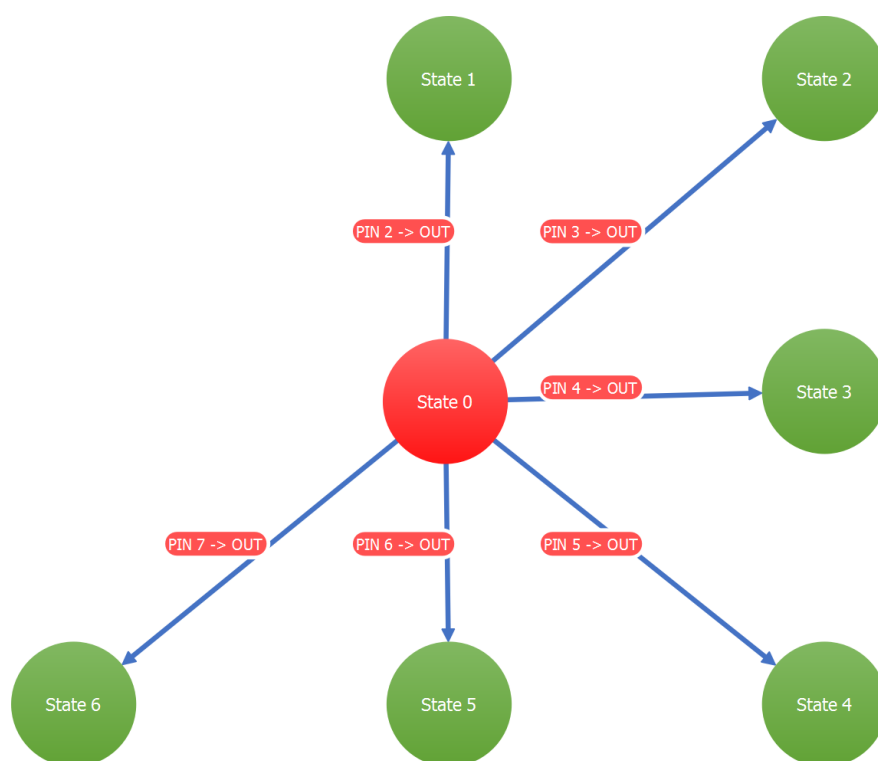 State 1
State 2
PIN 2 -> OUT
PIN 3 -> OUT
State 0
PIN 4 -> OUT
State 3
PIN 7 -> OUT
PIN 6 -> OUT
PIN 5 -> OUT
State 6
State 5
State 4